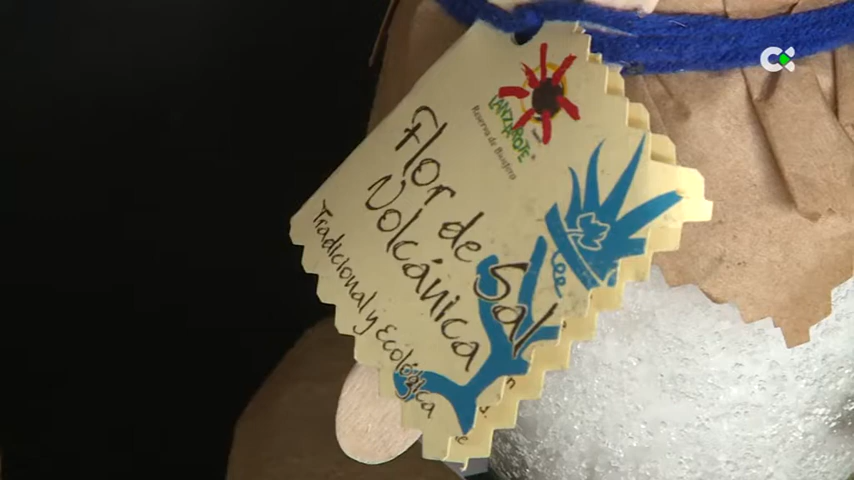 LANZAROTE
Reserva de Biosfera
Flor de Sal
Volcánica
Tradicional y Ecológica